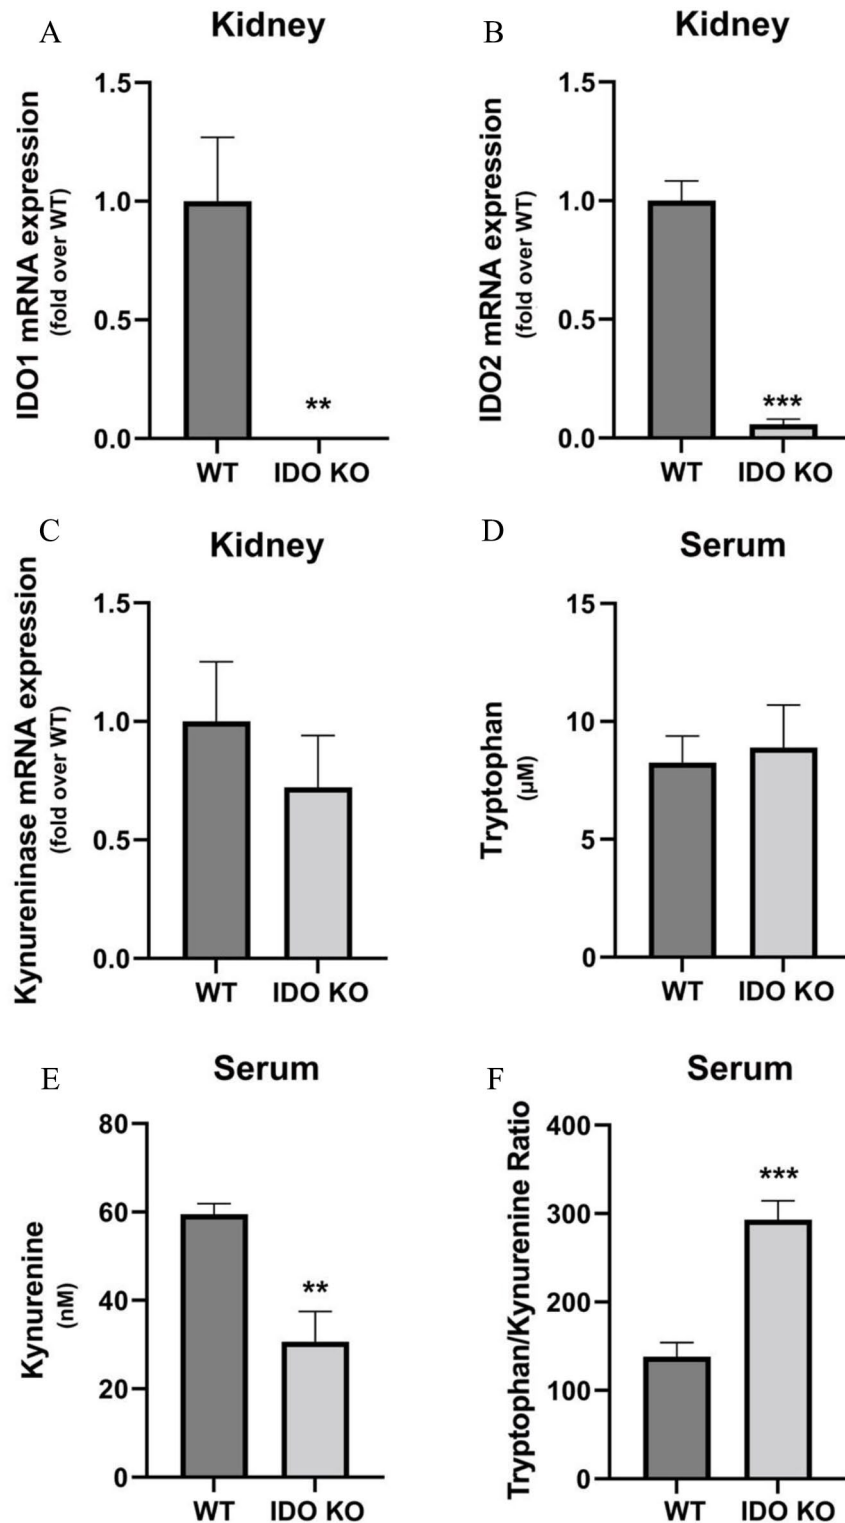 A
Kidney
IDO1 mRNA expression
(fold over WT)
1.5
1.0
0.5
0.0
**
WT
IDO KO
B
Kidney
IDO2 mRNA expression
(fold over WT)
1.5
1.0
0.5
0.0
***
WT
IDO KO
C
Kidney
Kynureninase mRNA expression
(fold over WT)
1.5
1.0
0.5
0.0
WT
IDO KO
D
Serum
Tryptophan
(µM)
15
10
5
0
WT
IDO KO
E
Serum
Kynurenine
(nM)
80
60
40
20
0
**
WT
IDO KO
F
Serum
Tryptophan/Kynurenine Ratio
400
300
200
100
0
***
WT
IDO KO